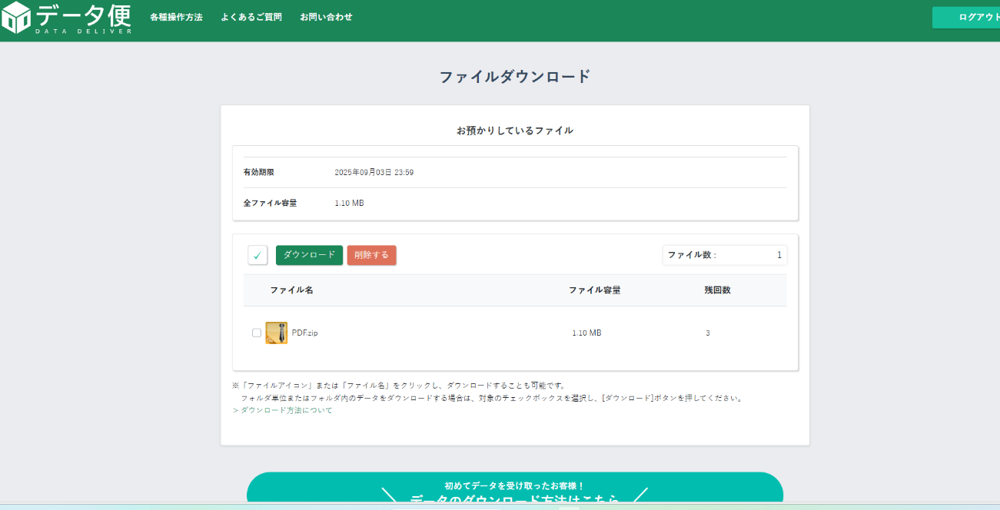 データ便
DATA DELIVER
各種操作方法 よくあるご質問 お問い合わせ
ログアウト
ファイルダウンロード
お預かりしているファイル
有効期限 2025年09月03日 23:59
全ファイル容量 1.10 MB
ダウンロード 削除する ファイル数 : 1
ファイル名 ファイル容量 残回数
PDF.zip 1.10 MB 3
※「ファイルアイコン」または「ファイル名」をクリックし、ダウンロードすることも可能です。
フォルダ単位またはフォルダ内のデータをダウンロードする場合は、対象のチェックボックスを選択し、[ダウンロード]ボタンを押してください。
＞ダウンロード方法について
初めてデータを受け取ったお客様！
データのダウンロード方法はこちら